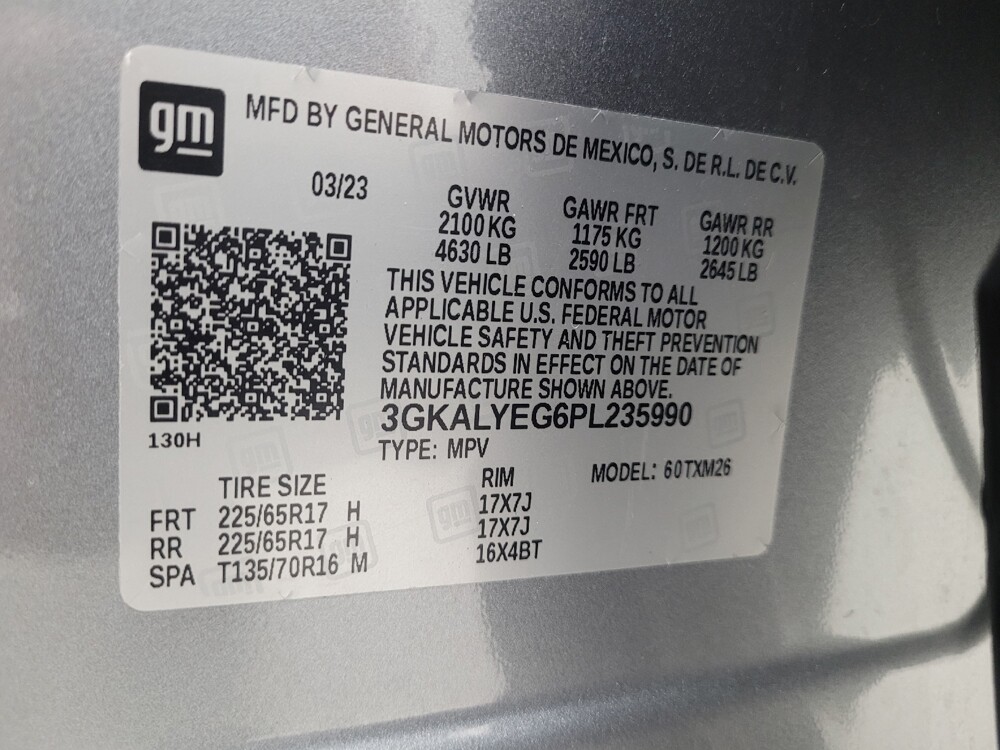 gm
MFD BY GENERAL MOTORS DE MEXICO, S. DE R.L. DE C.V.
03/23
GVWR GAWR FRT GAWR RR
2100 KG 1175 KG 1200 KG
4630 LB 2590 LB 2645 LB
THIS VEHICLE CONFORMS TO ALL
APPLICABLE U.S. FEDERAL MOTOR
VEHICLE SAFETY AND THEFT PREVENTION
STANDARDS IN EFFECT ON THE DATE OF
MANUFACTURE SHOWN ABOVE.
3GKALYEG6PL235990
130H
TYPE: MPV MODEL: 60TXM26
TIRE SIZE RIM
FRT 225/65R17 H 17X7J
RR 225/65R17 H 17X7J
SPA T135/70R16 M 16X4BT